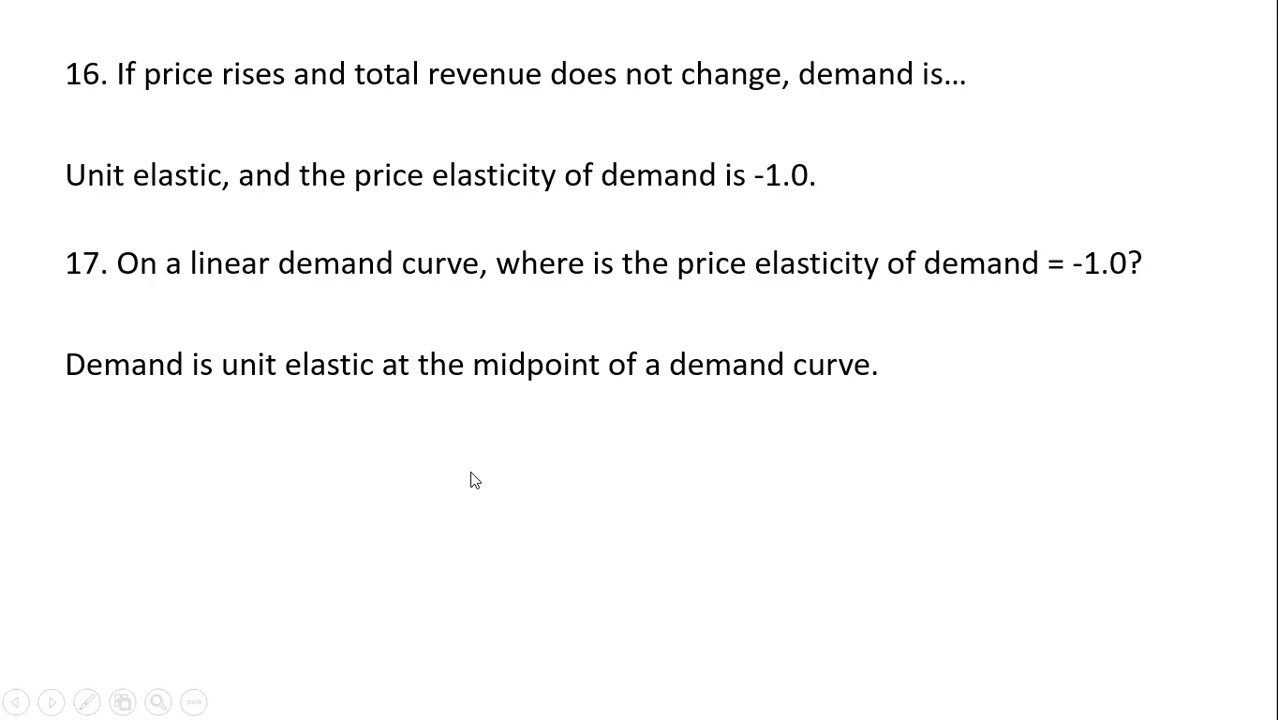 16. If price rises and total revenue does not change, demand is...
Unit elastic, and the price elasticity of demand is -1.0.
17. On a linear demand curve, where is the price elasticity of demand = -1.0?
Demand is unit elastic at the midpoint of a demand curve.